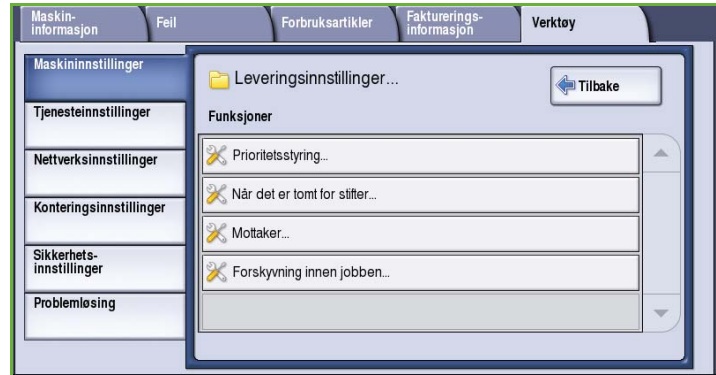 Maskin-
informasjon
Feil
Forbruksartikler
Fakturerings-
informasjon
Verktøy
Maskininnstillinger
Tjenesteinnstillinger
Nettverksinnstillinger
Konteringsinnstillinger
Sikkerhets-
innstillinger
Problemløsing
Leveringsinnstillinger...
Tilbake
Funksjoner
Prioritetsstyring...
Når det er tomt for stifter...
Mottaker...
Forskyvning innen jobben...